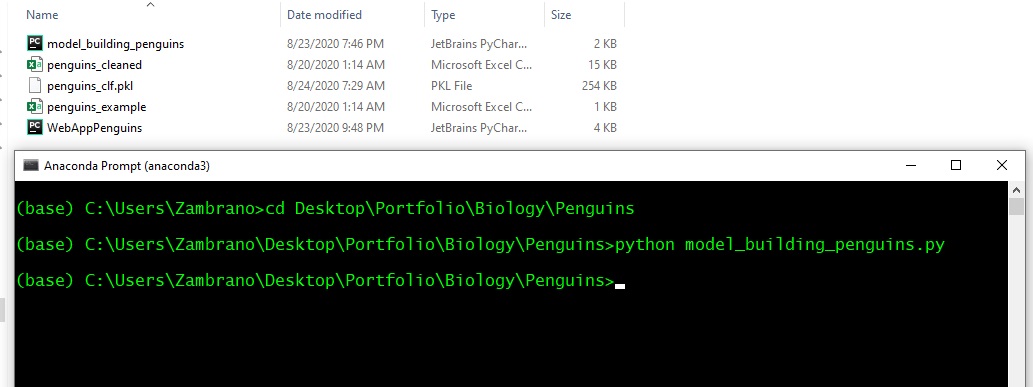 Name Date modified Type Size
model_building_penguins 8/23/2020 7:46 PM JetBrains PyChar... 2 KB
penguins_cleaned 8/20/2020 1:14 AM Microsoft Excel C... 15 KB
penguins_clf.pkl 8/24/2020 7:29 AM PKL File 254 KB
penguins_example 8/20/2020 1:14 AM Microsoft Excel C... 1 KB
WebAppPenguins 8/23/2020 9:48 PM JetBrains PyChar... 4 KB
Anaconda Prompt (anaconda3)
(base) C:\Users\Zambrano>cd Desktop\Portfolio\Biology\Penguins
(base) C:\Users\Zambrano\Desktop\Portfolio\Biology\Penguins>python model_building_penguins.py
(base) C:\Users\Zambrano\Desktop\Portfolio\Biology\Penguins>